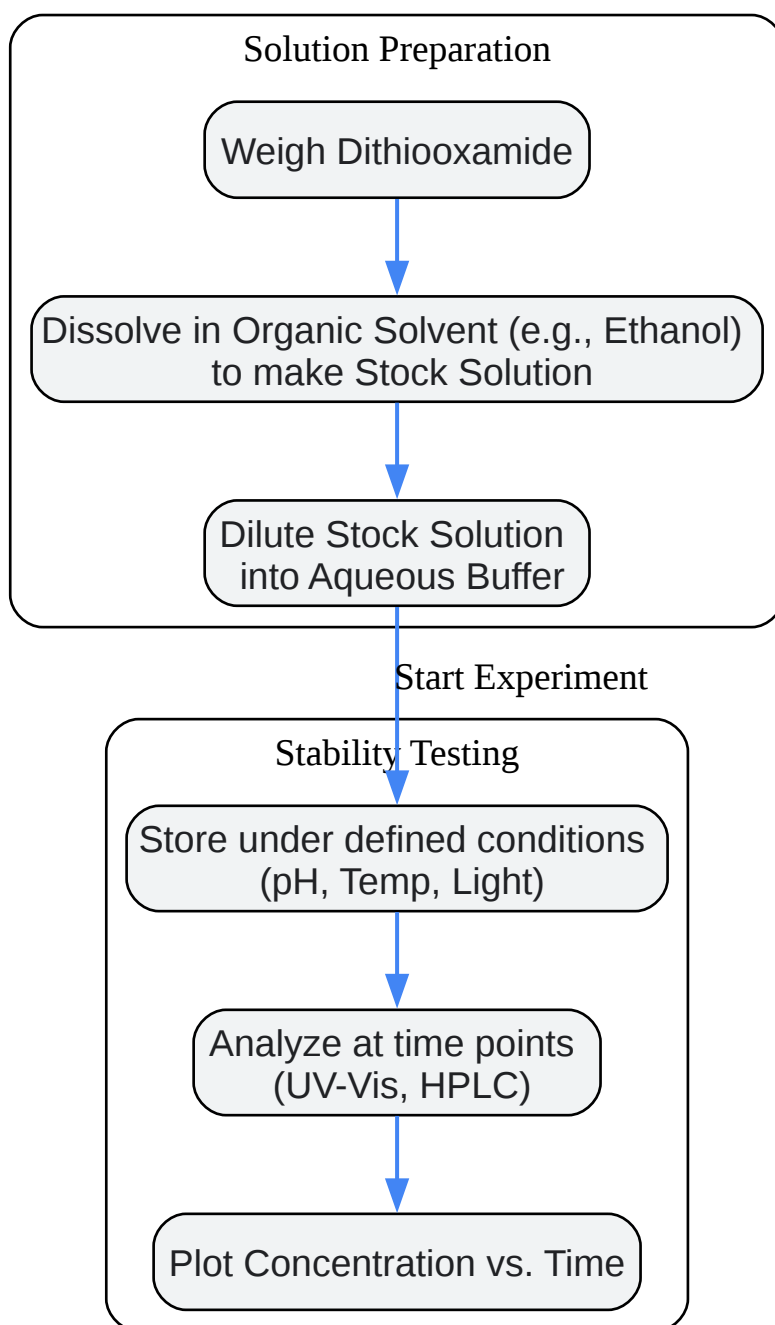 Solution Preparation
Weigh Dithiooxamide
Dissolve in Organic Solvent (e.g., Ethanol)
to make Stock Solution
Dilute Stock Solution
into Aqueous Buffer
Start Experiment
Stability Testing
Store under defined conditions
(pH, Temp, Light)
Analyze at time points
(UV-Vis, HPLC)
Plot Concentration vs. Time